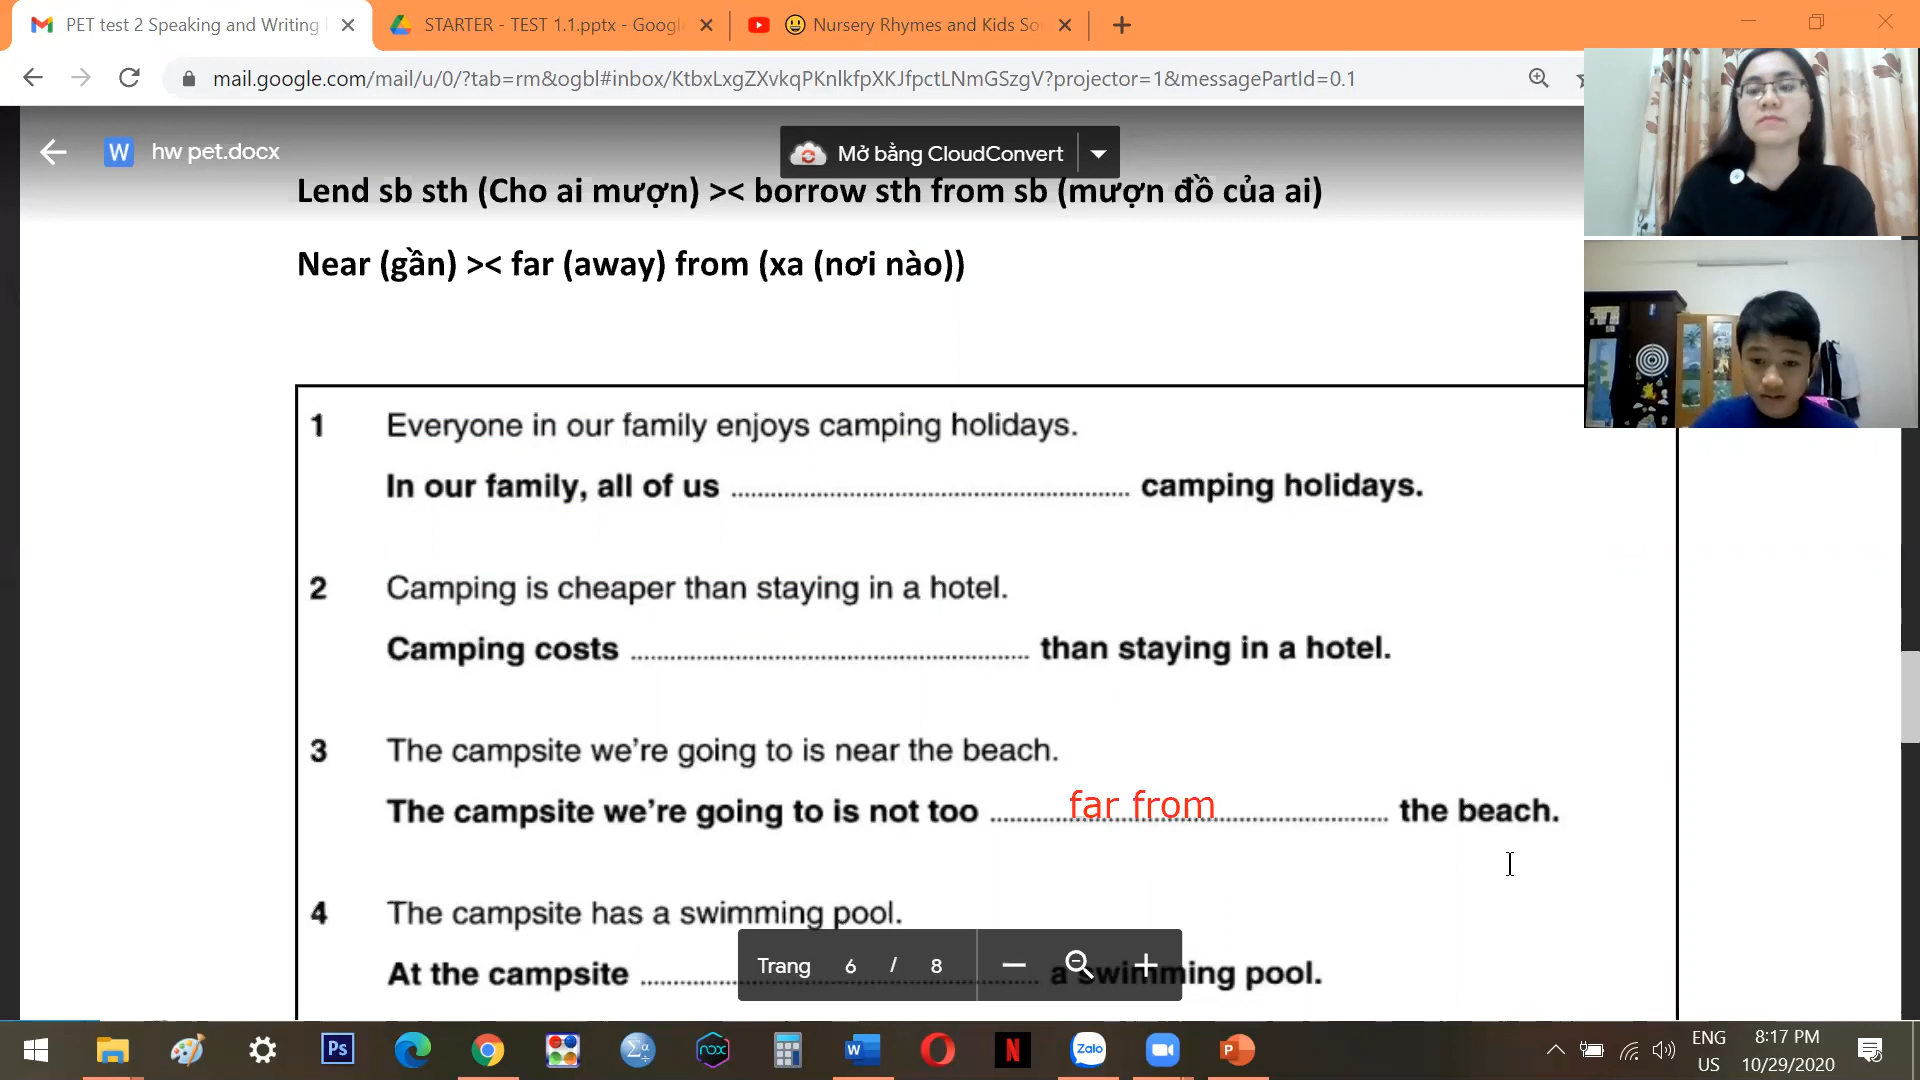 PET test 2 Speaking and Writing
STARTER - TEST 1.1.pptx - Googl
Nursery Rhymes and Kids So
mail.google.com/mail/u/0/?tab=rm&ogbl#inbox/KtbxLxgZXvkqPKnlkfpXKJfpctLNmGSzgV?projector=1&messagePartId=0.1
W hw pet.docx
Mở bằng CloudConvert
Lend sb sth (Cho ai mượn) >< borrow sth from sb (mượn đồ của ai)
Near (gần) >< far (away) from (xa (nơi nào))
1 Everyone in our family enjoys camping holidays.
In our family, all of us ................ camping holidays.
2 Camping is cheaper than staying in a hotel.
Camping costs ................ than staying in a hotel.
3 The campsite we're going to is near the beach.
The campsite we're going to is not too ......far from...... the beach.
4 The campsite has a swimming pool.
At the campsite ................ a swimming pool.
Trang 6 / 8
Ps
nox
W
N
Zalo
P
ENG
US
8:17 PM
10/29/2020